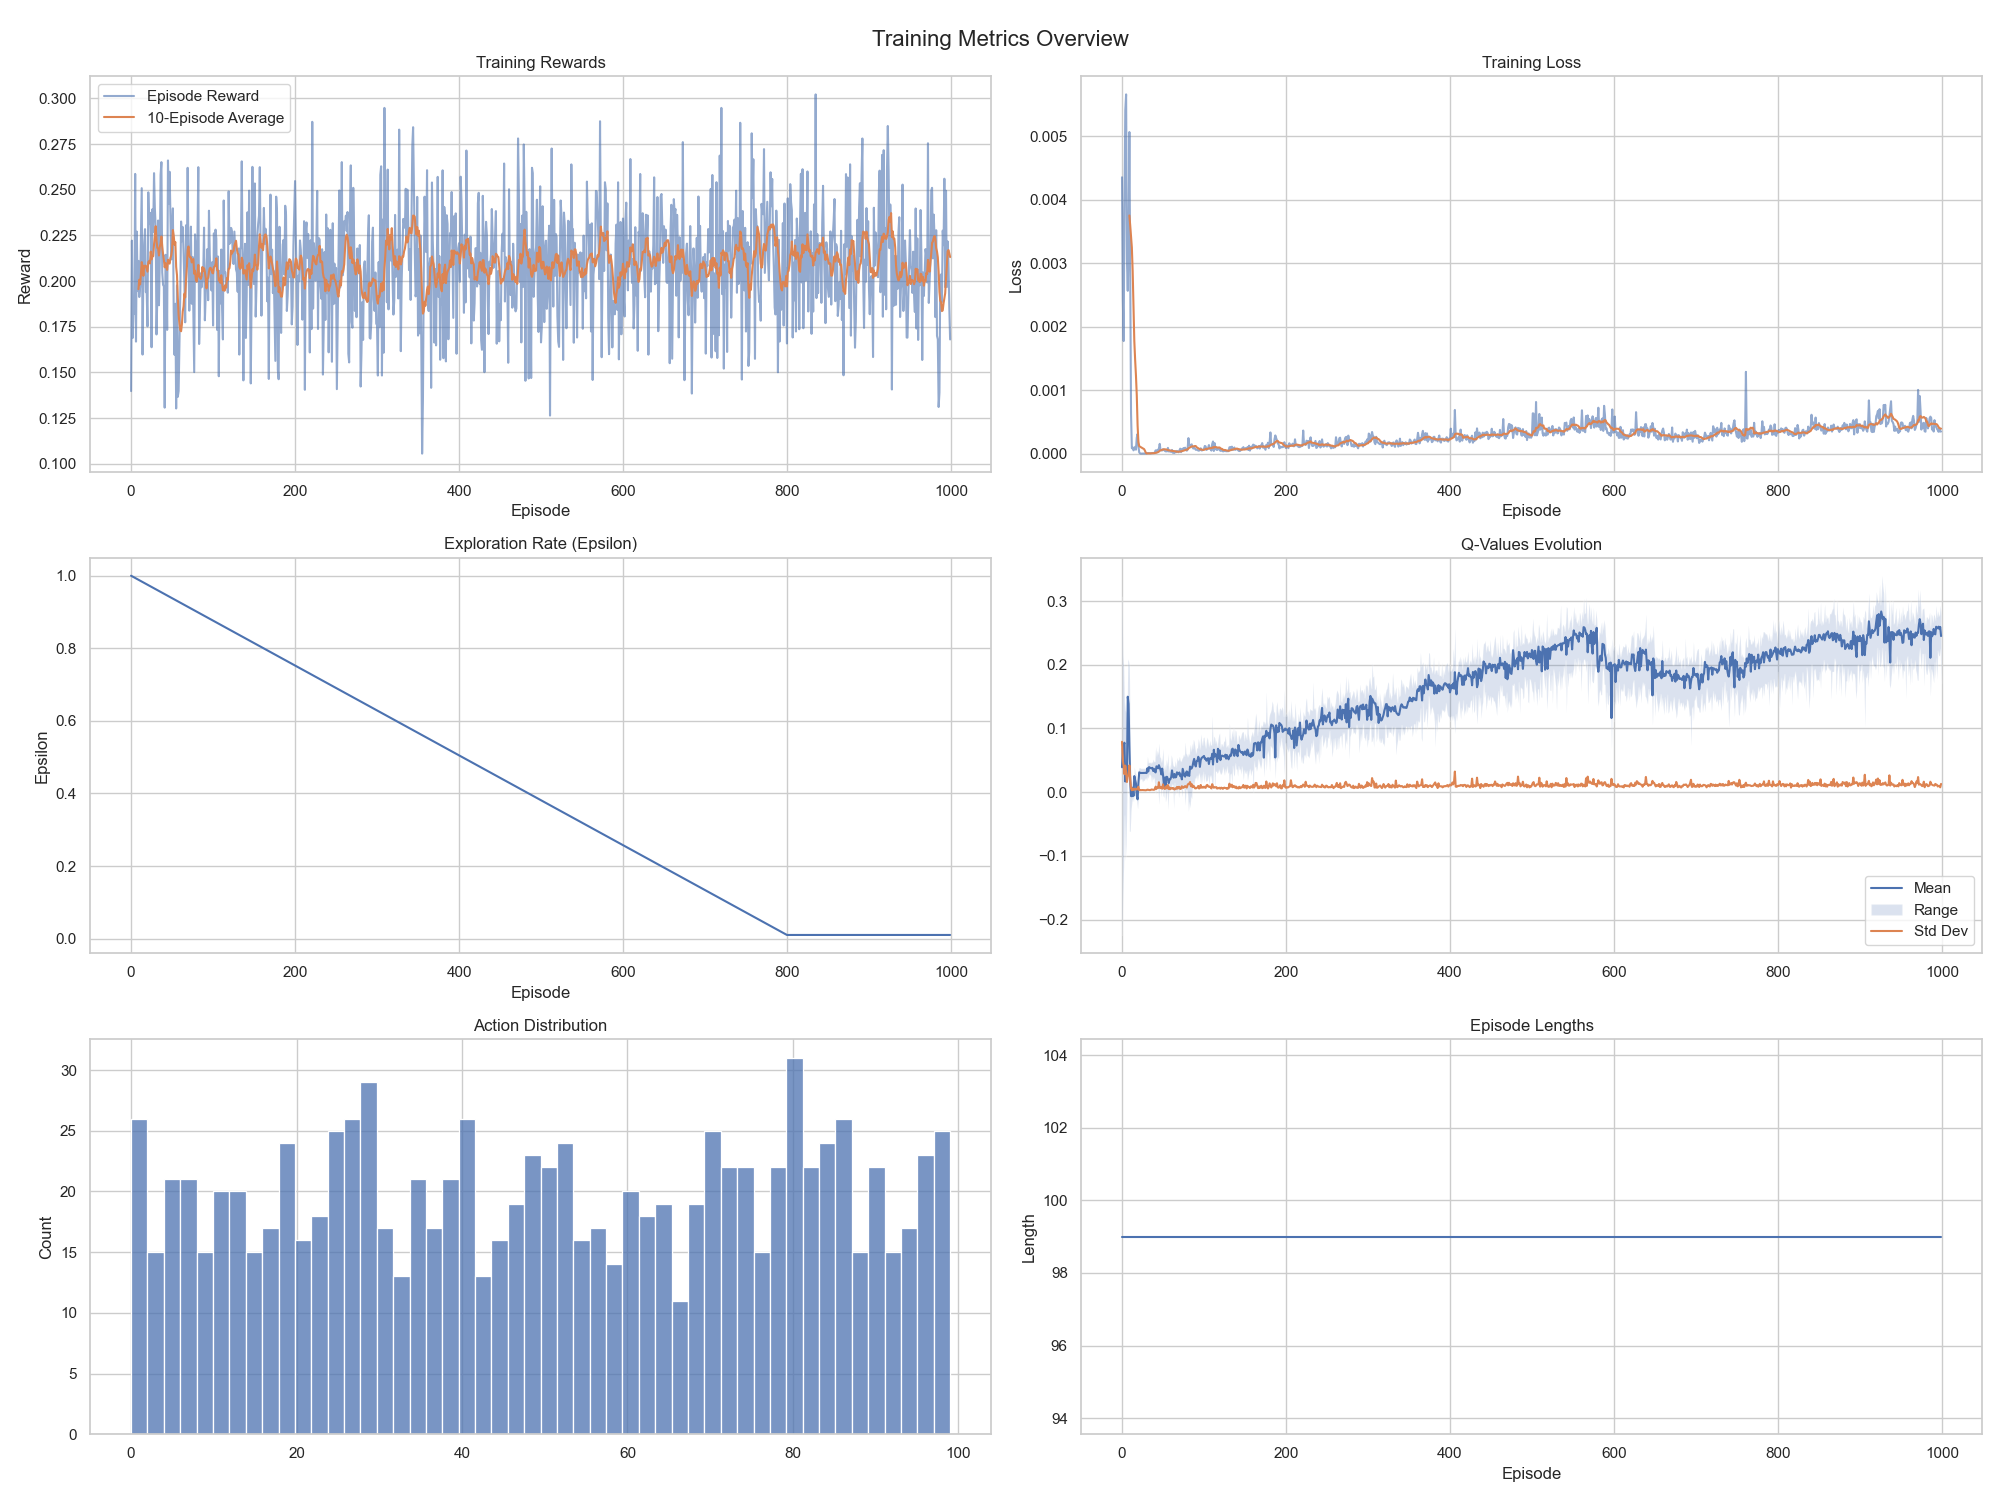 Training Metrics Overview
Training Rewards
Episode Reward
10-Episode Average
0.300
0.275
0.250
0.225
0.200
0.175
0.150
0.125
0.100
Reward
0 200 400 600 800 1000
Episode
Training Loss
0.005
0.004
0.003
0.002
0.001
0.000
Loss
0 200 400 600 800 1000
Episode
Exploration Rate (Epsilon)
1.0
0.8
0.6
0.4
0.2
0.0
Epsilon
0 200 400 600 800 1000
Episode
Q-Values Evolution
0.3
0.2
0.1
0.0
−0.1
−0.2
Mean
Range
Std Dev
0 200 400 600 800 1000
Action Distribution
30
25
20
15
10
5
0
Count
0 20 40 60 80 100
Episode Lengths
104
102
100
98
96
94
Length
0 200 400 600 800 1000
Episode